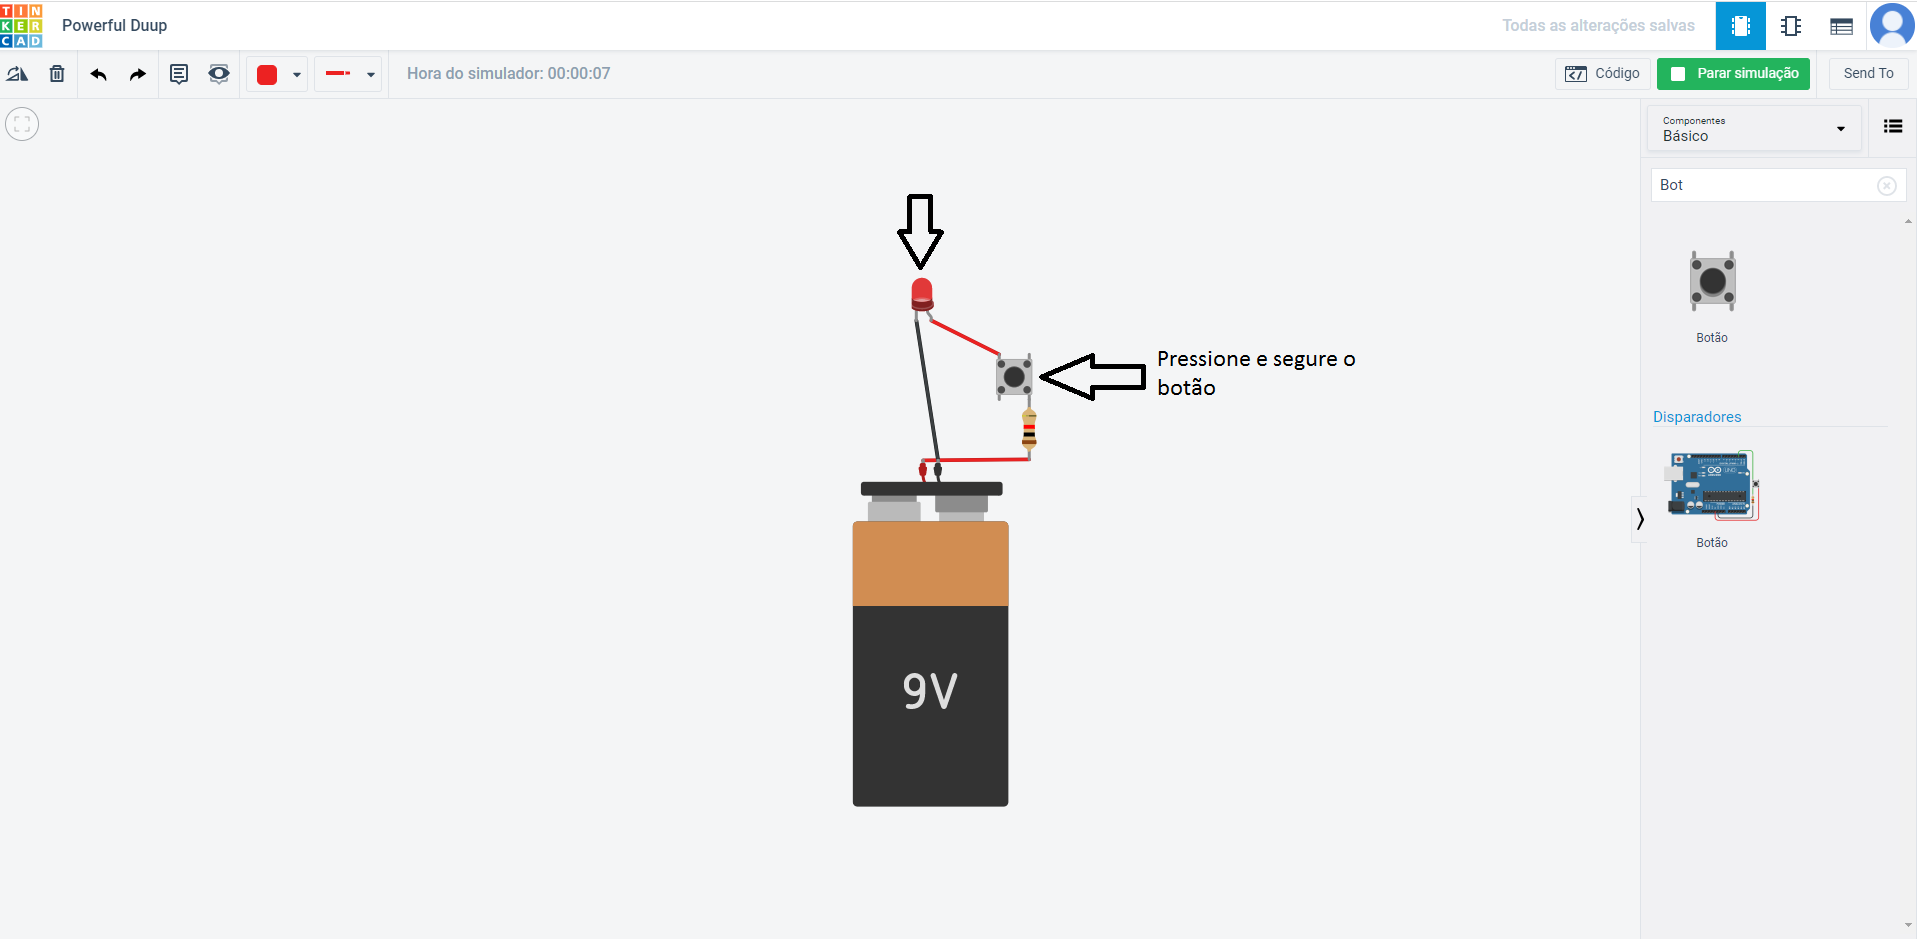 TIN
KER
CAD
Powerful Duup
Todas as alterações salvas
Hora do simulador: 00:00:07
Código
Parar simulação
Send To
Componentes
Básico
Bot
Botão
Disparadores
Botão
Pressione e segure o
botão
9V